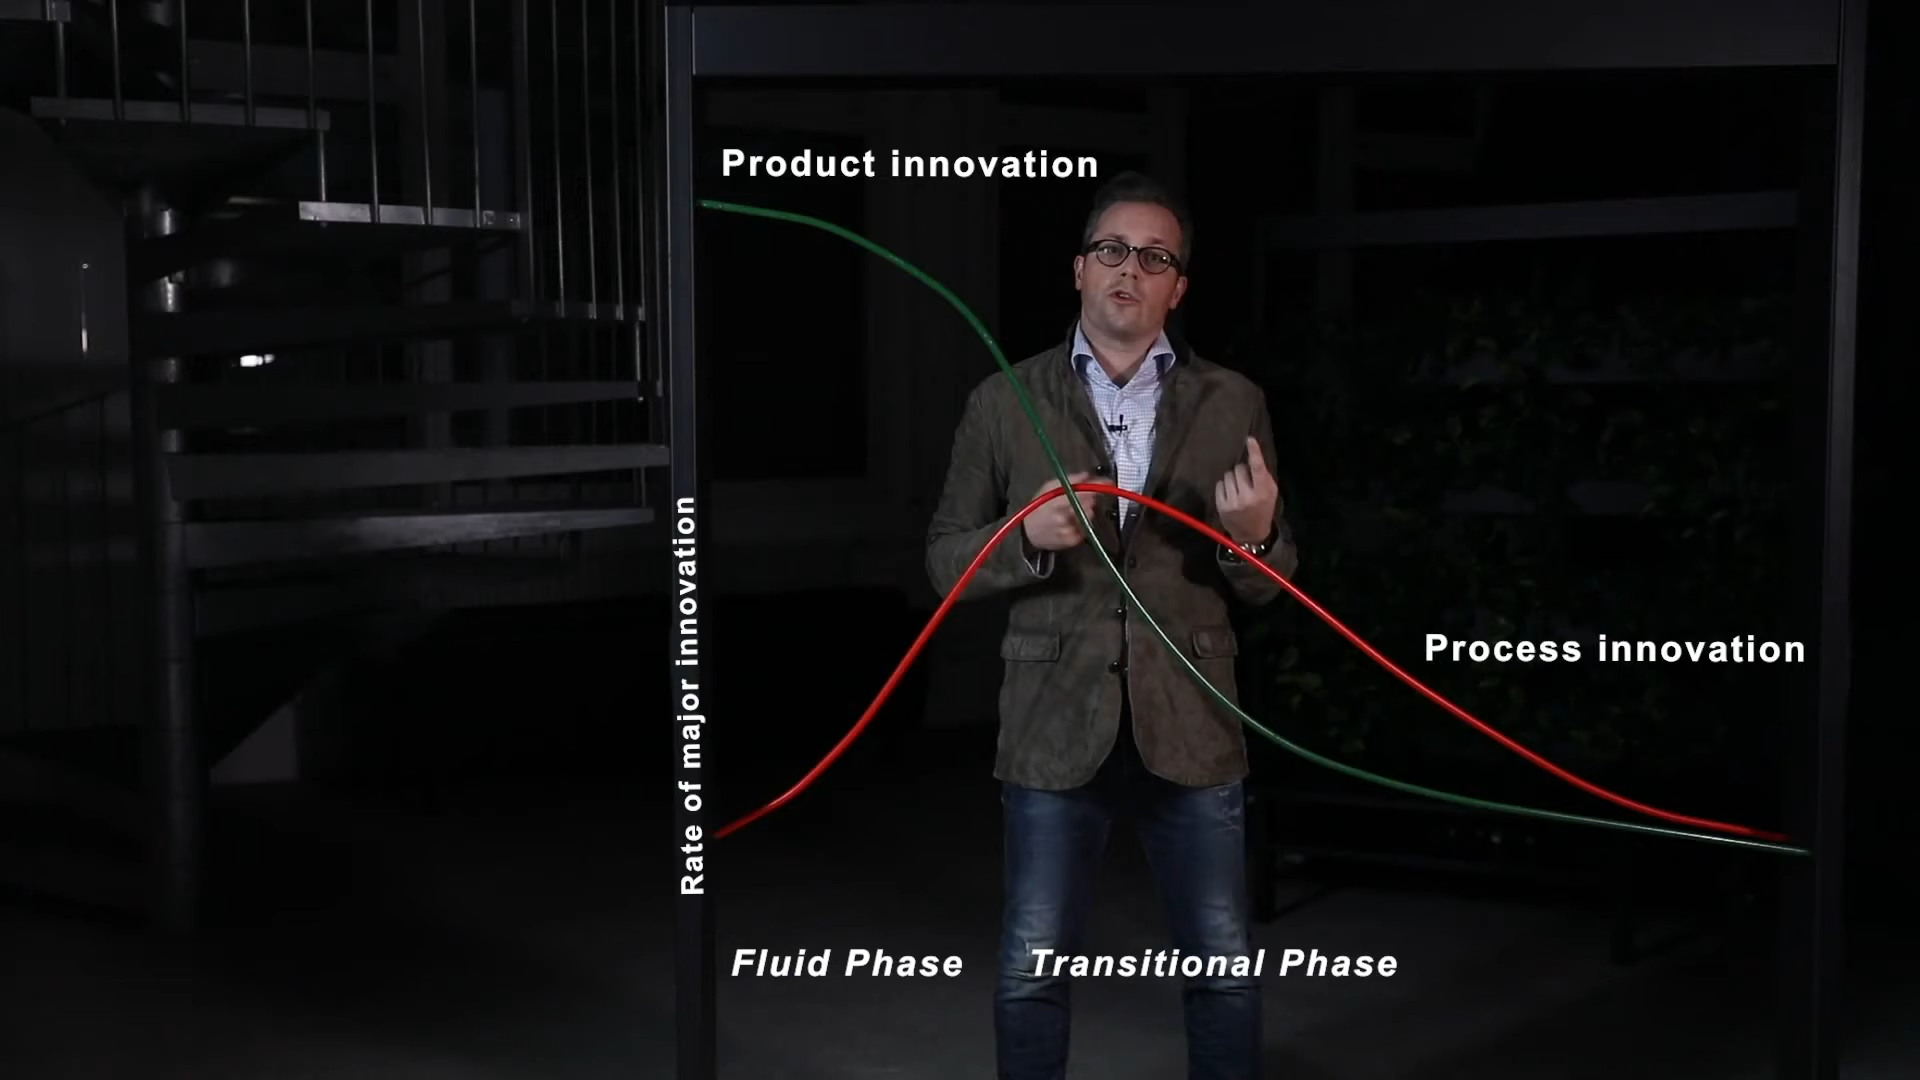 Product innovation
Process innovation
Rate of major innovation
Fluid Phase
Transitional Phase